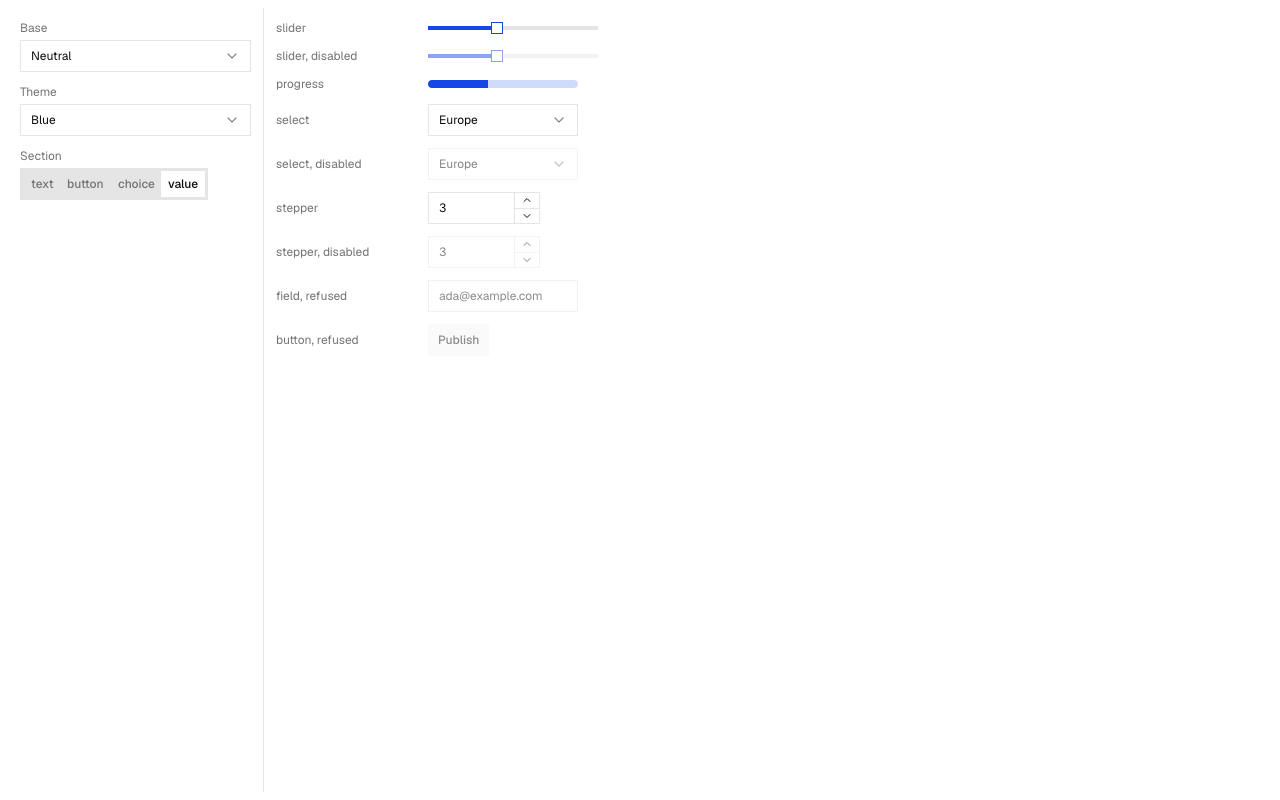 Base
Neutral
Theme
Blue
Section
text button choice value
slider
slider, disabled
progress
select Europe
select, disabled Europe
stepper 3
stepper, disabled 3
field, refused ada@example.com
button, refused Publish